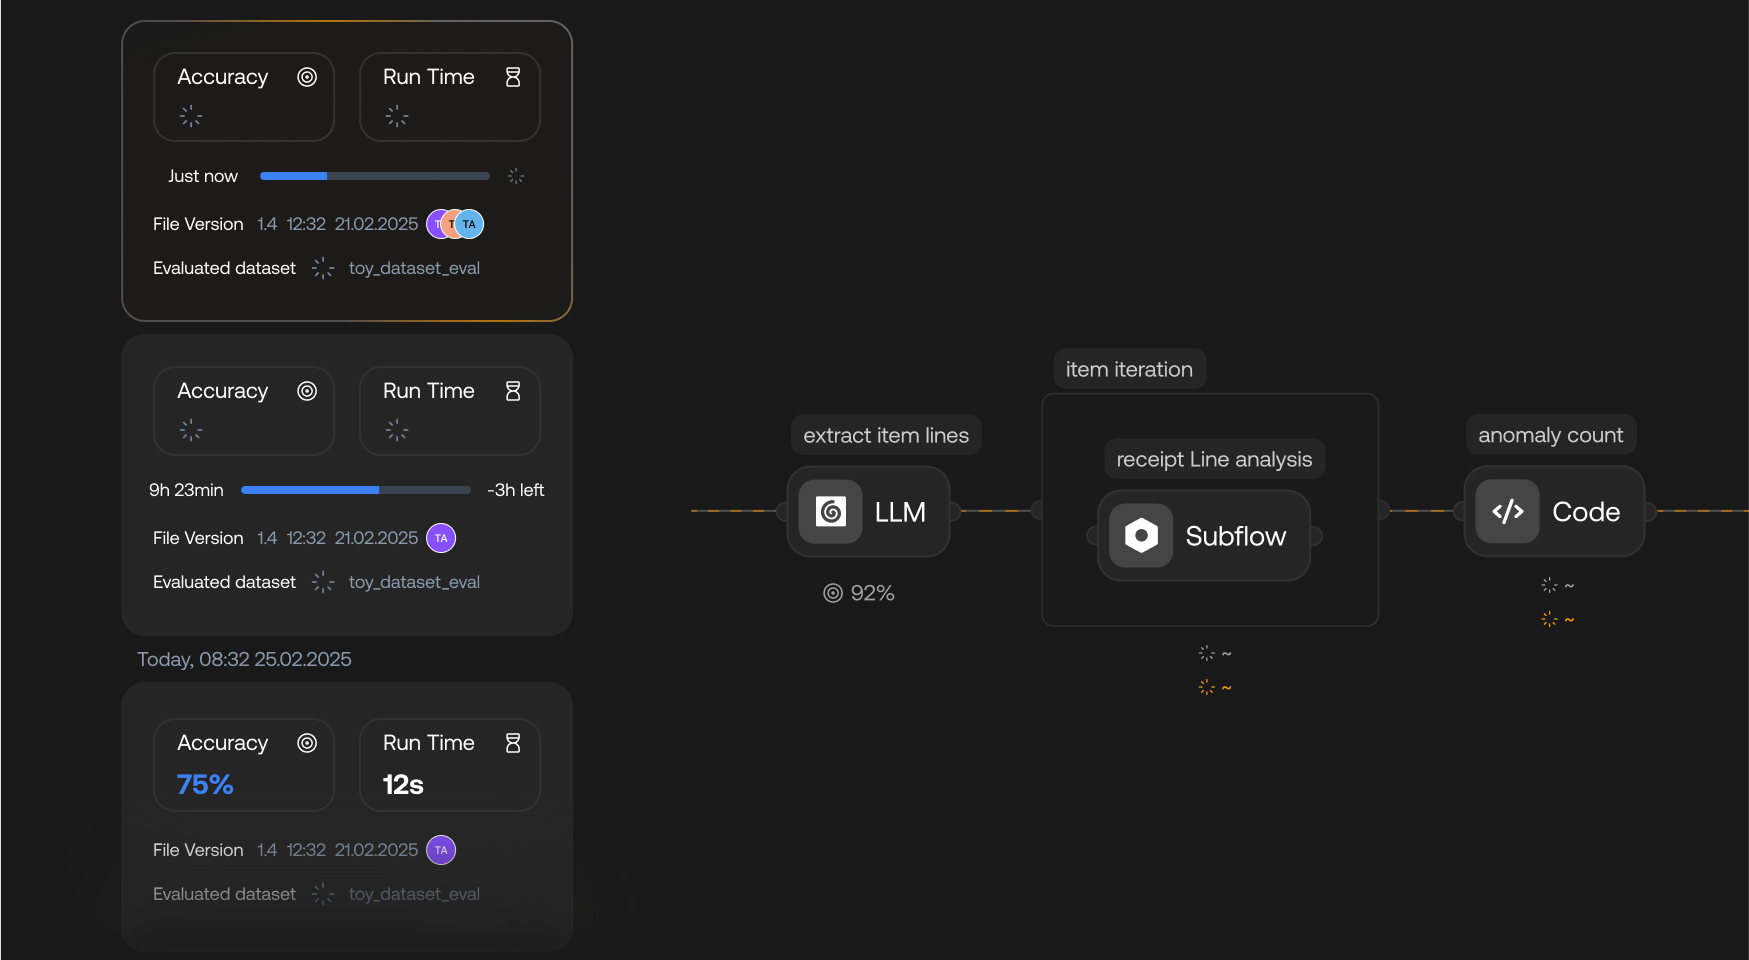 Accuracy
Run Time
Just now
File Version 1.4 12:32 21.02.2025 T T TA
Evaluated dataset toy_dataset_eval
Accuracy
Run Time
9h 23min -3h left
File Version 1.4 12:32 21.02.2025 TA
Evaluated dataset toy_dataset_eval
Today, 08:32 25.02.2025
Accuracy
75%
Run Time
12s
File Version 1.4 12:32 21.02.2025 TA
Evaluated dataset toy_dataset_eval
extract item lines
LLM
92%
item iteration
receipt Line analysis
Subflow
~
~
anomaly count
</> Code
~
~